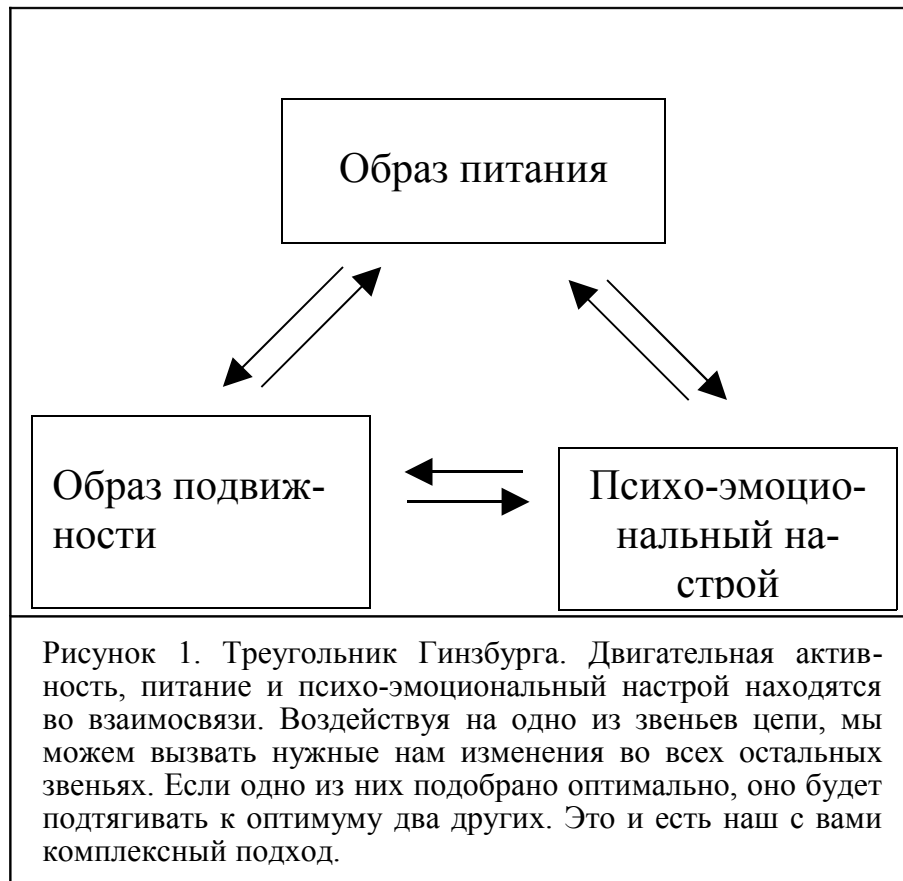 Образ питания
Образ подвиж-
ности
Психо-эмоцио-
нальный на-
строй
Рисунок 1. Треугольник Гинзбурга. Двигательная актив-
ность, питание и психо-эмоциональный настрой находятся
во взаимосвязи. Воздействуя на одно из звеньев цепи, мы
можем вызвать нужные нам изменения во всех остальных
звеньях. Если одно из них подобрано оптимально, оно будет
подтягивать к оптимуму два других. Это и есть наш с вами
комплексный подход.